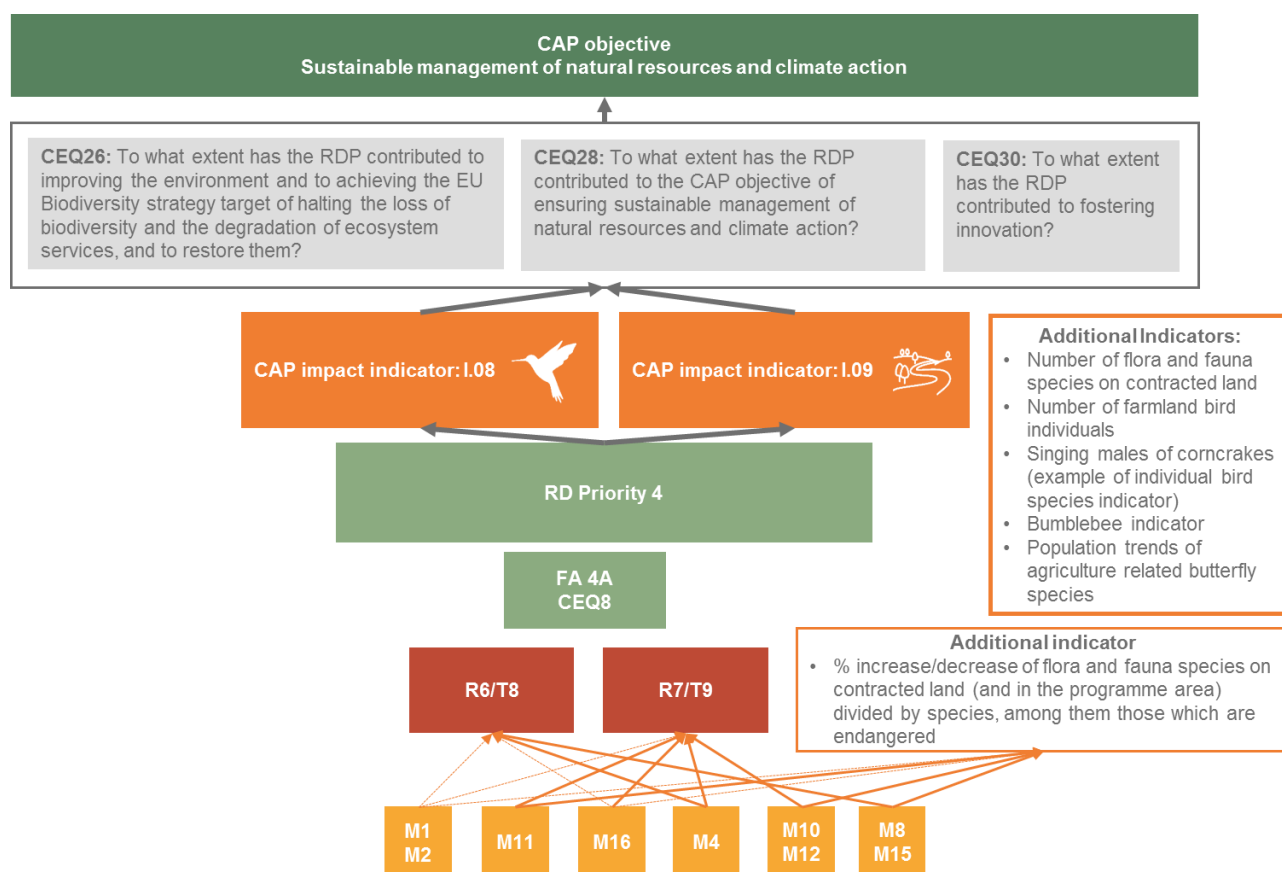 CAP objective
Sustainable management of natural resources and climate action
CEQ26: To what extent has the RDP contributed to
improving the environment and to achieving the EU
Biodiversity strategy target of halting the loss of
biodiversity and the degradation of ecosystem
services, and to restore them?
CEQ28: To what extent has the RDP
contributed to the CAP objective of
ensuring sustainable management of
natural resources and climate action?
CEQ30: To what extent
has the RDP
contributed to fostering
innovation?
CAP impact indicator: I.08
CAP impact indicator: I.09
Additional Indicators:
• Number of flora and fauna
species on contracted land
• Number of farmland bird
individuals
• Singing males of corncrakes
(example of individual bird
species indicator)
• Bumblebee indicator
• Population trends of
agriculture related butterfly
species
RD Priority 4
FA 4A
CEQ8
R6/T8
R7/T9
Additional indicator
• % increase/decrease of flora and fauna species on
contracted land (and in the programme area)
divided by species, among them those which are
endangered
M1
M2
M11
M16
M4
M10
M12
M8
M15